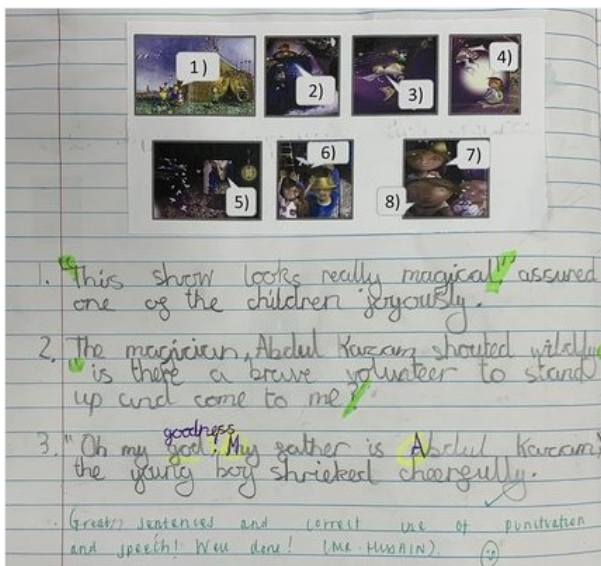 1)
2)
3)
4)
5)
6)
7)
8)
1. "This show looks really magical" assured
one of the children joyously.
2. The magician, Abdul Karzam shouted wildly
" is there a brave volunteer to stand
up and come to me?"
goodness
3. "Oh my god! My father is Abdul Karzam,"
the young boy shrieked cheerfully.
Great sentences and correct use of punctuation
and speech! Well done! (MR. HUSAIN).